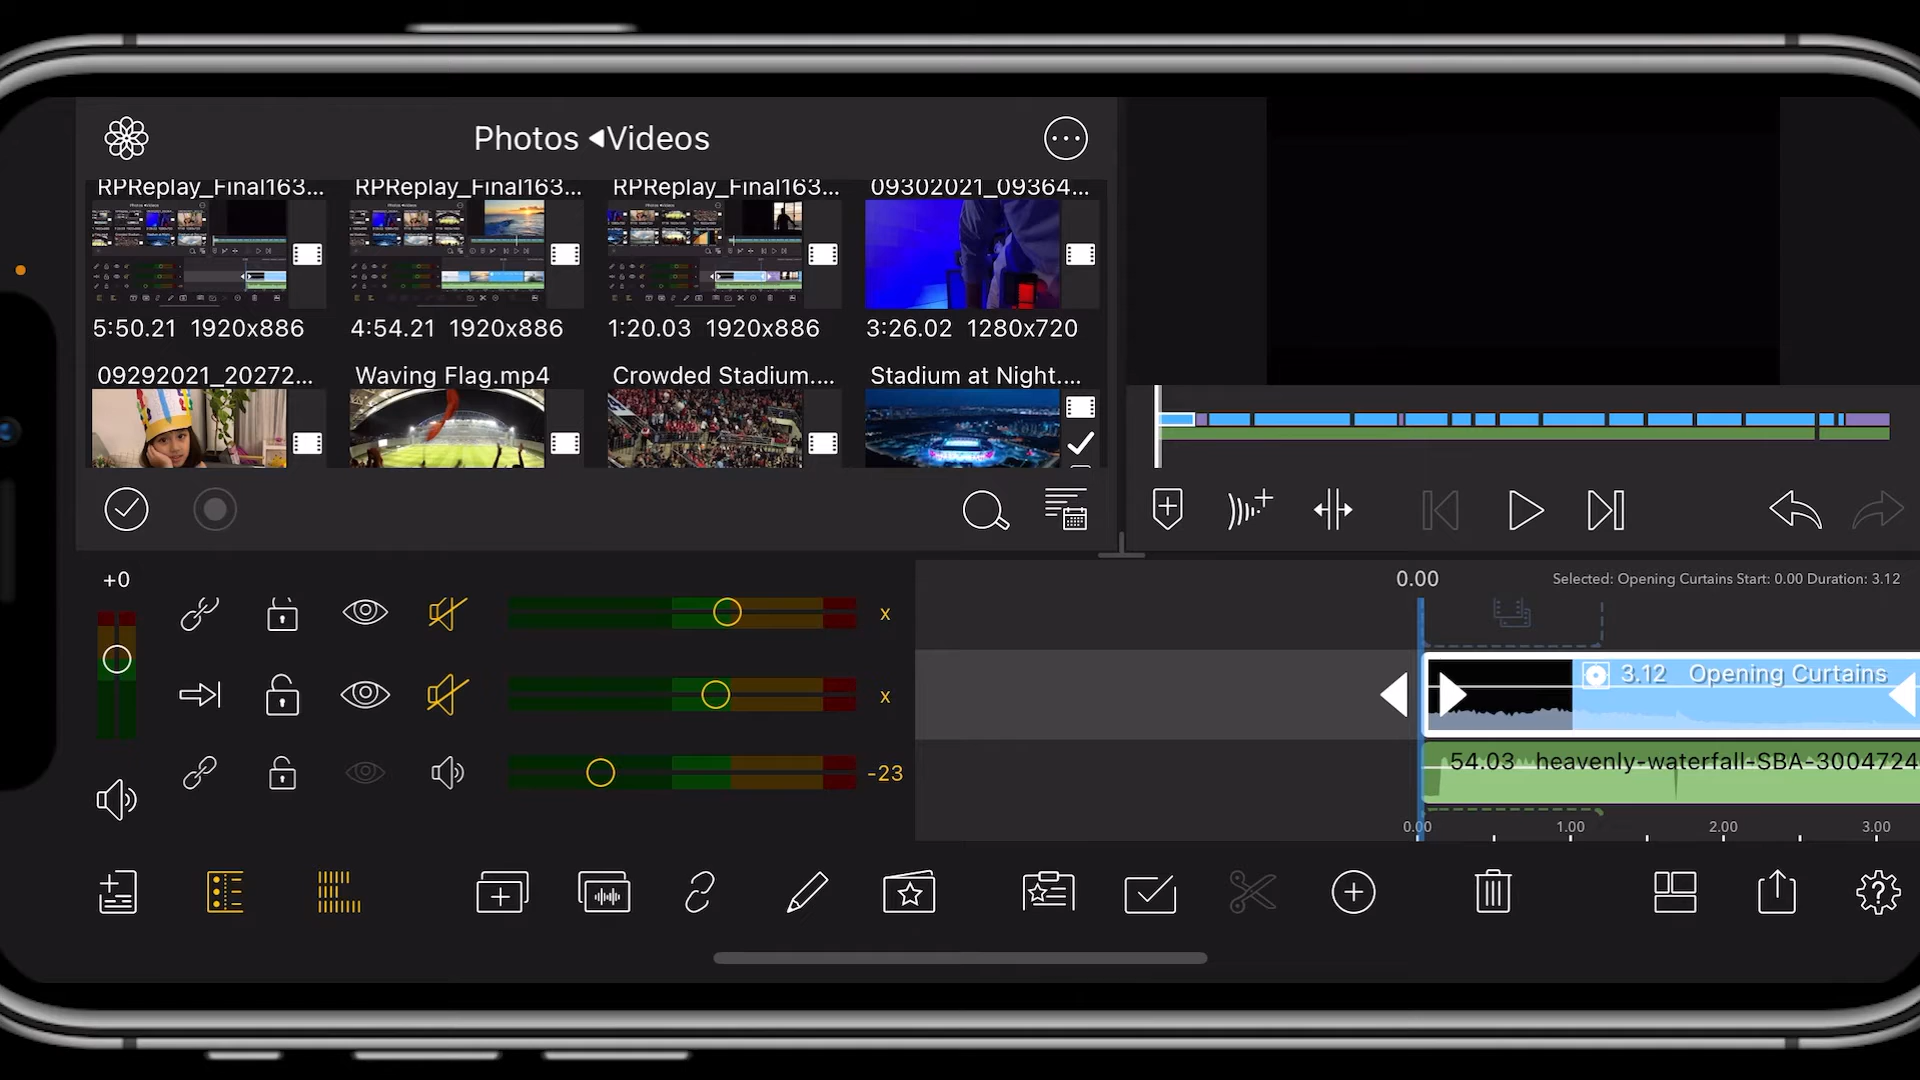 Photos ◀Videos
RPReplay_Final163... RPReplay_Final163... RPReplay_Final163... 09302021_09364...
5:50.21 1920x886 4:54.21 1920x886 1:20.03 1920x886 3:26.02 1280x720
09292021_20272... Waving Flag.mp4 Crowded Stadium.... Stadium at Night....
+0
0.00 Selected: Opening Curtains Start: 0.00 Duration: 3.12
x
3.12 Opening Curtains
x
54.03 heavenly-waterfall-SBA-3004724
-23
0.00 1.00 2.00 3.00